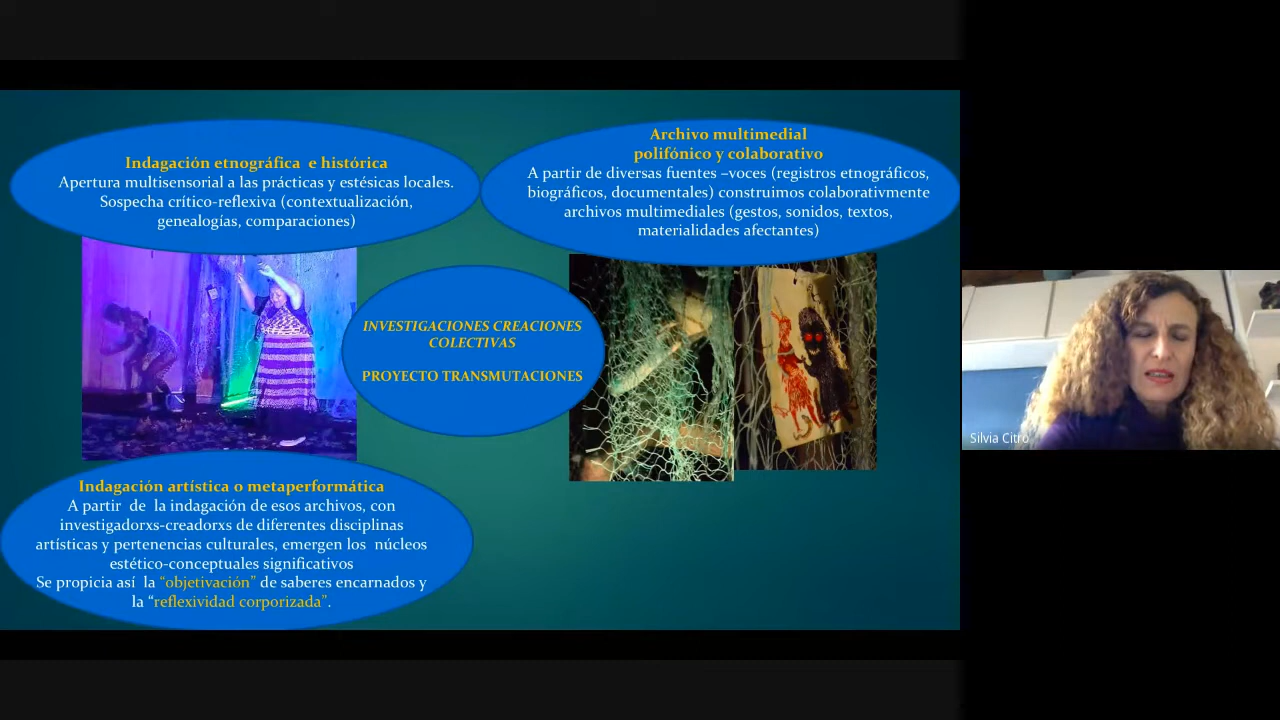 Indagación etnográfica e histórica
Apertura multisensorial a las prácticas y estésicas locales.
Sospecha crítico-reflexiva (contextualización,
genealogías, comparaciones)
Archivo multimedial
polifónico y colaborativo
A partir de diversas fuentes –voces (registros etnográficos,
biográficos, documentales) construimos colaborativmente
archivos multimediales (gestos, sonidos, textos,
materialidades afectantes)
INVESTIGACIONES CREACIONES
COLECTIVAS
PROYECTO TRANSMUTACIONES
Indagación artística o metaperformática
A partir de la indagación de esos archivos, con
investigadorxs-creadorxs de diferentes disciplinas
artísticas y pertenencias culturales, emergen los núcleos
estético-conceptuales significativos
Se propicia así la “objetivación” de saberes encarnados y
la “reflexividad corporizada”.
Silvia Citro